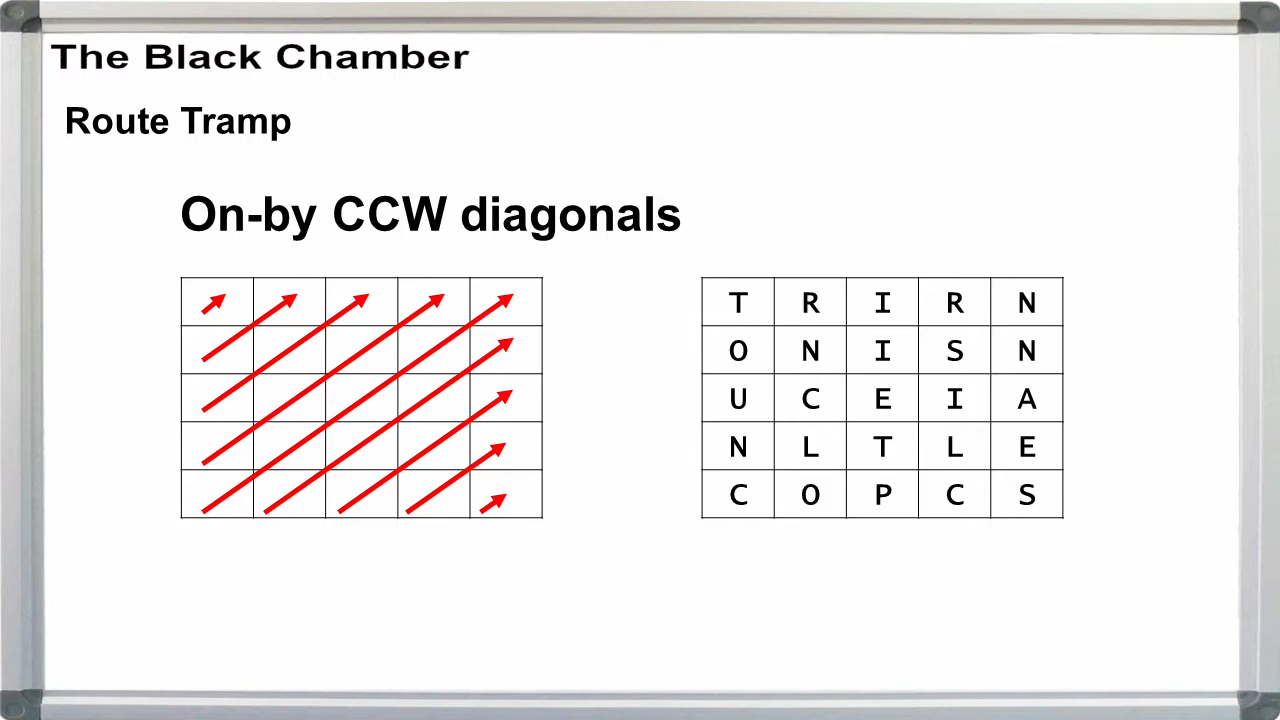 The Black Chamber
Route Tramp
On-by CCW diagonals
T R I R N
O N I S N
U C E I A
N L T L E
C O P C S